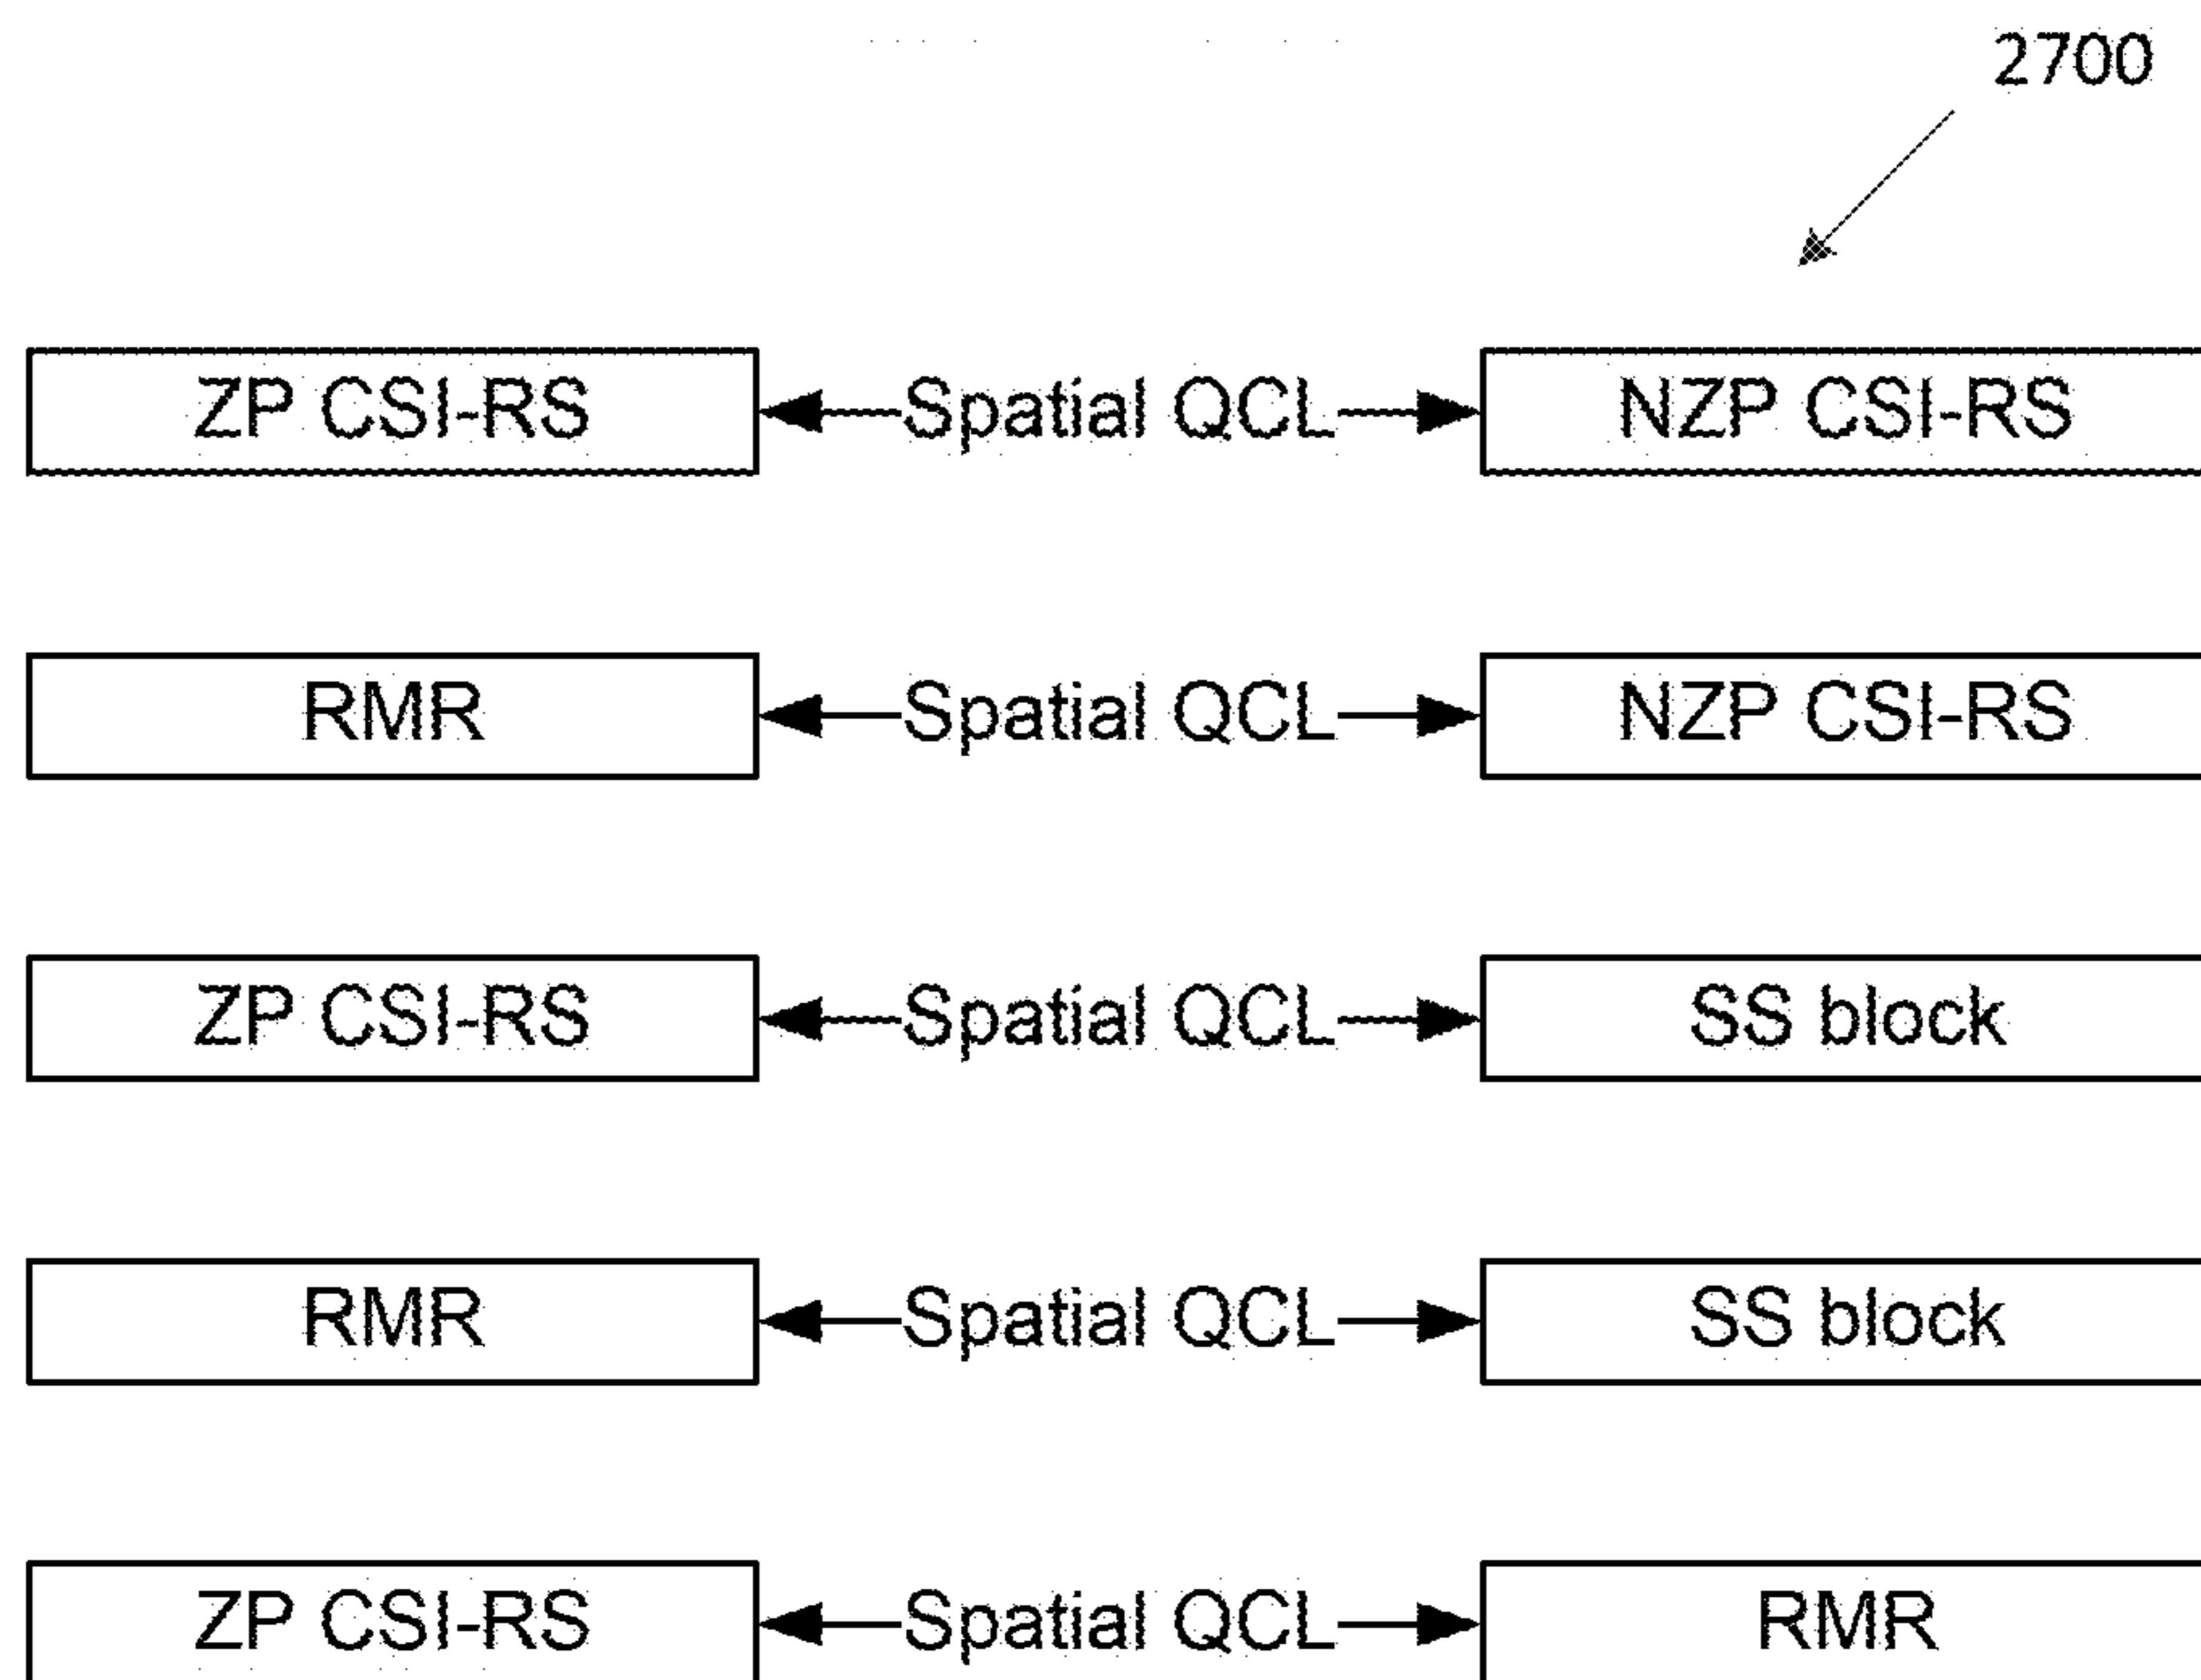 2700
ZP CSI-RS Spatial QCL NZP CSI-RS
RMR Spatial QCL NZP CSI-RS
ZP CSI-RS Spatial QCL SS block
RMR Spatial QCL SS block
ZP CSI-RS Spatial QCL RMR